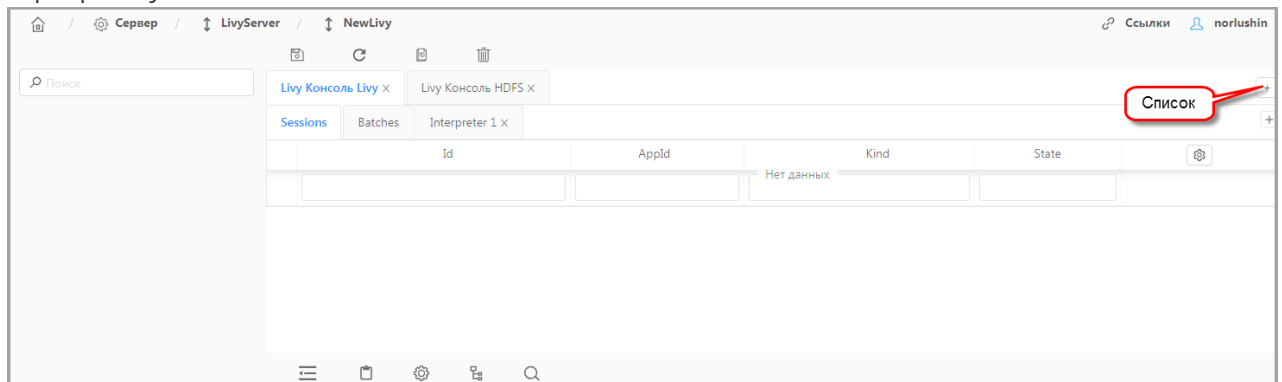 / Сервер / LivyServer / NewLivy Ссылки norlushin
Поиск
Livy Консоль Livy × Livy Консоль HDFS × +
Список
Sessions Batches Interpreter 1 × +
Id AppId Kind State
Нет данных